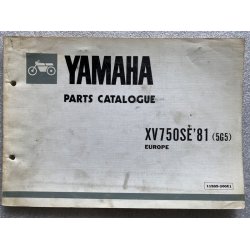 YAMAHA
PARTS CATALOGUE
XV750SE'81 (5G5)
EUROPE